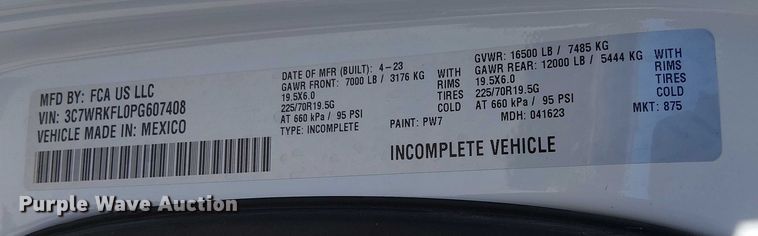 MFD BY: FCA US LLC
VIN: 3C7WRKFL0PG607408
VEHICLE MADE IN: MEXICO
DATE OF MFR (BUILT): 4-23
GAWR FRONT: 7000 LB / 3176 KG WITH
19.5X6.0 RIMS
225/70R19.5G TIRES
AT 660 kPa / 95 PSI COLD
TYPE: INCOMPLETE
PAINT: PW7
GVWR: 16500 LB / 7485 KG
GAWR REAR: 12000 LB / 5444 KG WITH
19.5X6.0 RIMS
225/70R19.5G TIRES
AT 660 kPa / 95 PSI COLD
MDH: 041623
MKT: 875
INCOMPLETE VEHICLE
Purple Wave Auction